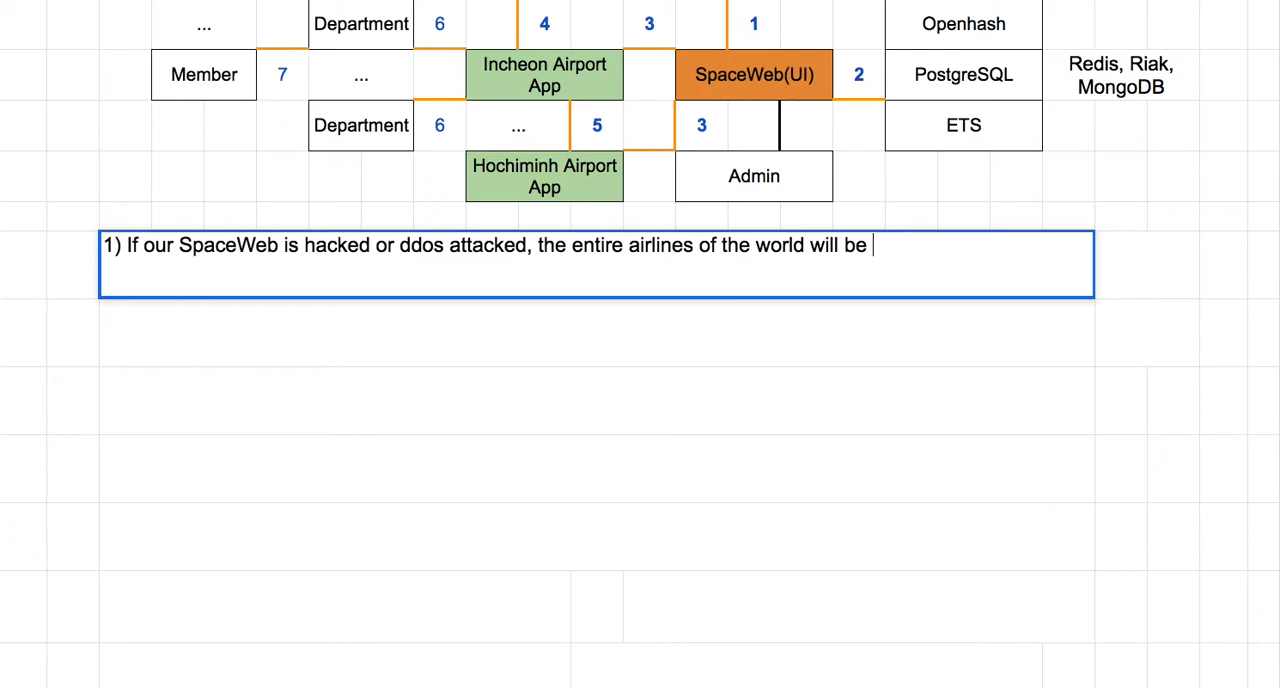 ... Department 6 4 3 1 Openhash
Member 7 ... Incheon Airport App SpaceWeb(UI) 2 PostgreSQL Redis, Riak, MongoDB
Department 6 ... 5 3 ETS
Hochiminh Airport App Admin
1) If our SpaceWeb is hacked or ddos attacked, the entire airlines of the world will be